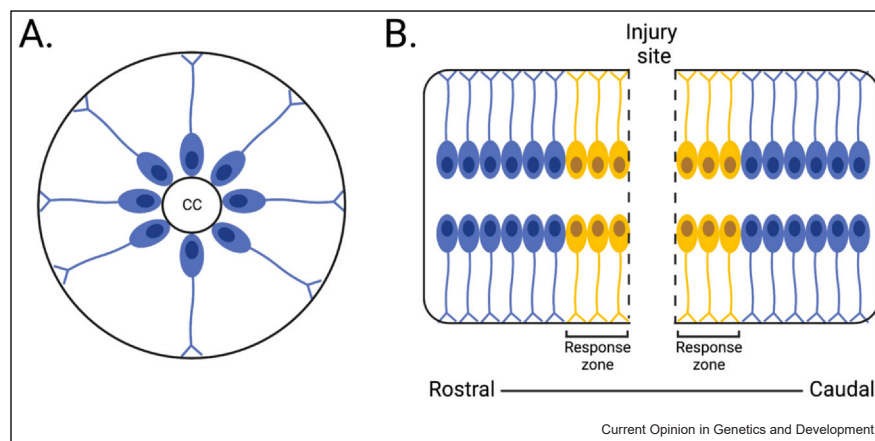 A.
CC
B.
Injury
site
Response
zone
Response
zone
Rostral
Caudal
Current Opinion in Genetics and Development